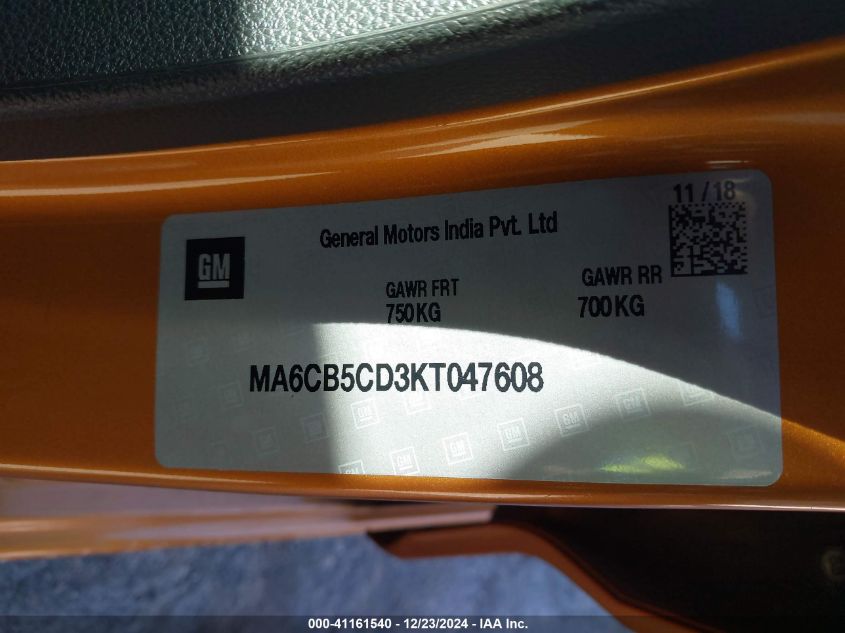 11/18
General Motors India Pvt. Ltd
GM
GAWR FRT
750KG
GAWR RR
700KG
MA6CB5CD3KT047608
000-41161540 - 12/23/2024 - IAA Inc.